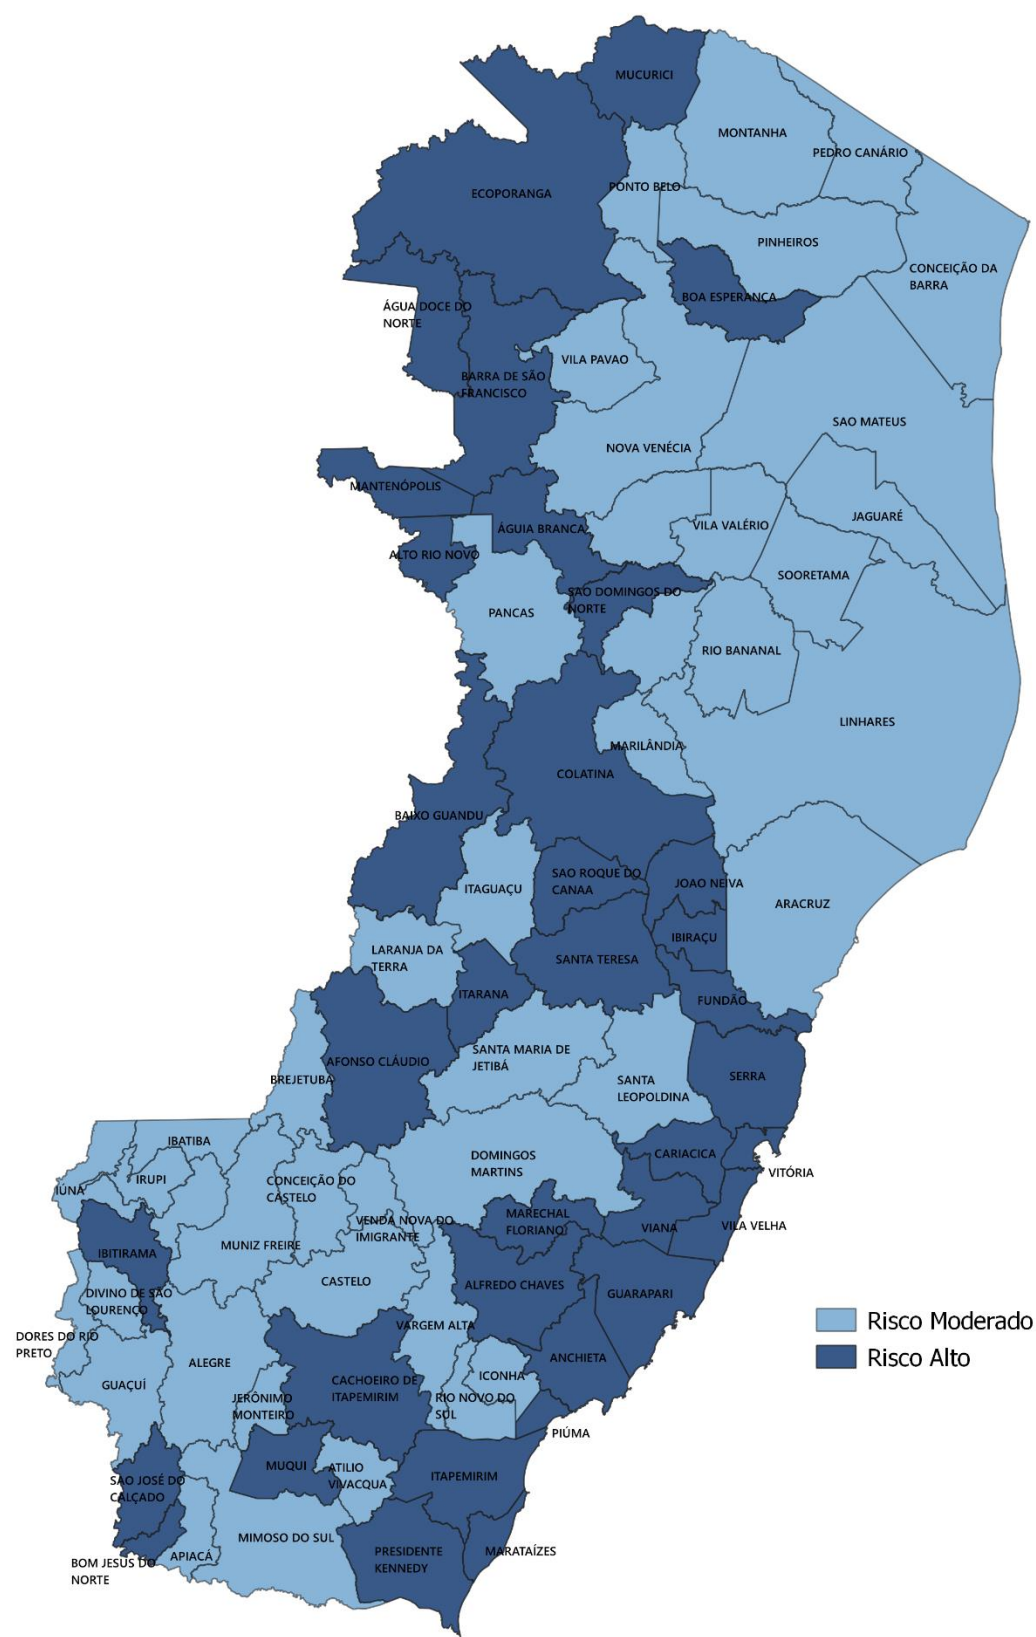 MUCURICI
MONTANHA
PEDRO CANÁRIO
PONTO BELO
ECOPORANGA
PINHEIROS
CONCEIÇÃO DA
BARRA
BOA ESPERANÇA
ÁGUA DOCE DO
NORTE
VILA PAVAO
BARRA DE SÃO
FRANCISCO
SAO MATEUS
NOVA VENÉCIA
MANTENÓPOLIS
JAGUARÉ
VILA VALÉRIO
ÁGUIA BRANCA
ALTO RIO NOVO
SOORETAMA
SAO DOMINGOS DO
NORTE
PANCAS
RIO BANANAL
LINHARES
MARILÂNDIA
COLATINA
BAIXO GUANDU
SAO ROQUE DO
CANAA
JOAO NEIVA
ITAGUAÇU
ARACRUZ
IBIRAÇU
LARANJA DA
TERRA
SANTA TERESA
ITARANA
FUNDÃO
SANTA MARIA DE
JETIBÁ
AFONSO CLÁUDIO
SERRA
BREJETUBA
SANTA
LEOPOLDINA
IBATIBA
DOMINGOS
MARTINS
CARIACICA
VITÓRIA
IRUPI
CONCEIÇÃO DO
CASTELO
IÚNA
MARECHAL
FLORIANO
VENDA NOVA DO
IMIGRANTE
VIANA
VILA VELHA
MUNIZ FREIRE
IBITIRAMA
CASTELO
ALFREDO CHAVES
GUARAPARI
DIVINO DE SÃO
LOURENÇO
Risco Moderado
VARGEM ALTA
DORES DO RIO
PRETO
ANCHIETA
Risco Alto
ALEGRE
ICONHA
CACHOEIRO DE
ITAPEMIRIM
GUAÇUÍ
JERÔNIMO
MONTEIRO
RIO NOVO DO
SUL
PIÚMA
MUQUI
ATILIO
VIVACQUA
ITAPEMIRIM
SÃO JOSÉ DO
CALÇADO
MIMOSO DO SUL
PRESIDENTE
KENNEDY
MARATAÍZES
APIACÁ
BOM JESUS DO
NORTE